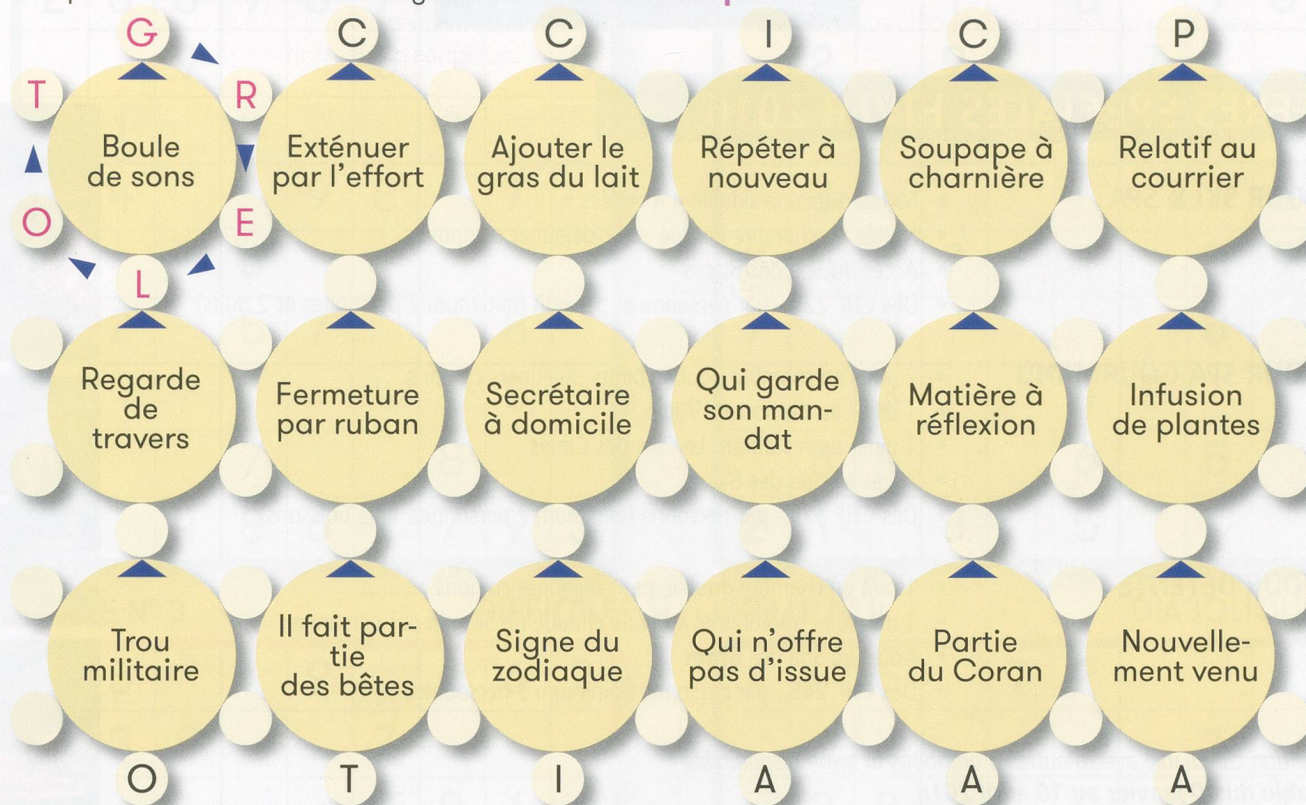 G C C I C P
T R
Boule
de sons
Exténuer
par l'effort
Ajouter le
gras du lait
Répéter à
nouveau
Soupape à
charnière
Relatif au
courrier
O E
L
Regarde
de
travers
Fermeture
par ruban
Secrétaire
à domicile
Qui garde
son man-
dat
Matière à
réflexion
Infusion
de plantes
Trou
militaire
Il fait par-
tie
des bêtes
Signe du
zodiaque
Qui n'offre
pas d'issue
Partie
du Coran
Nouvelle-
ment venu
O T I A A A